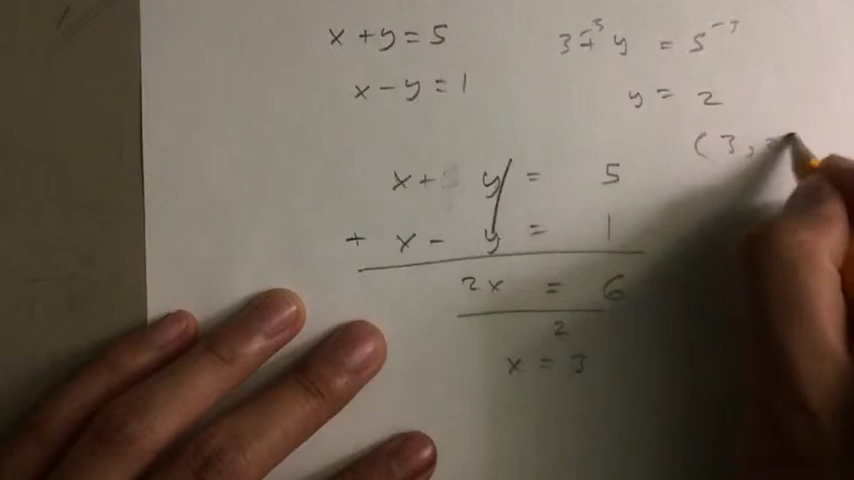 x + y = 5
x - y = 1
3 + y = 5
y = 2
(3,
x + y = 5
+ x - y = 1
2x = 6
2
x = 3